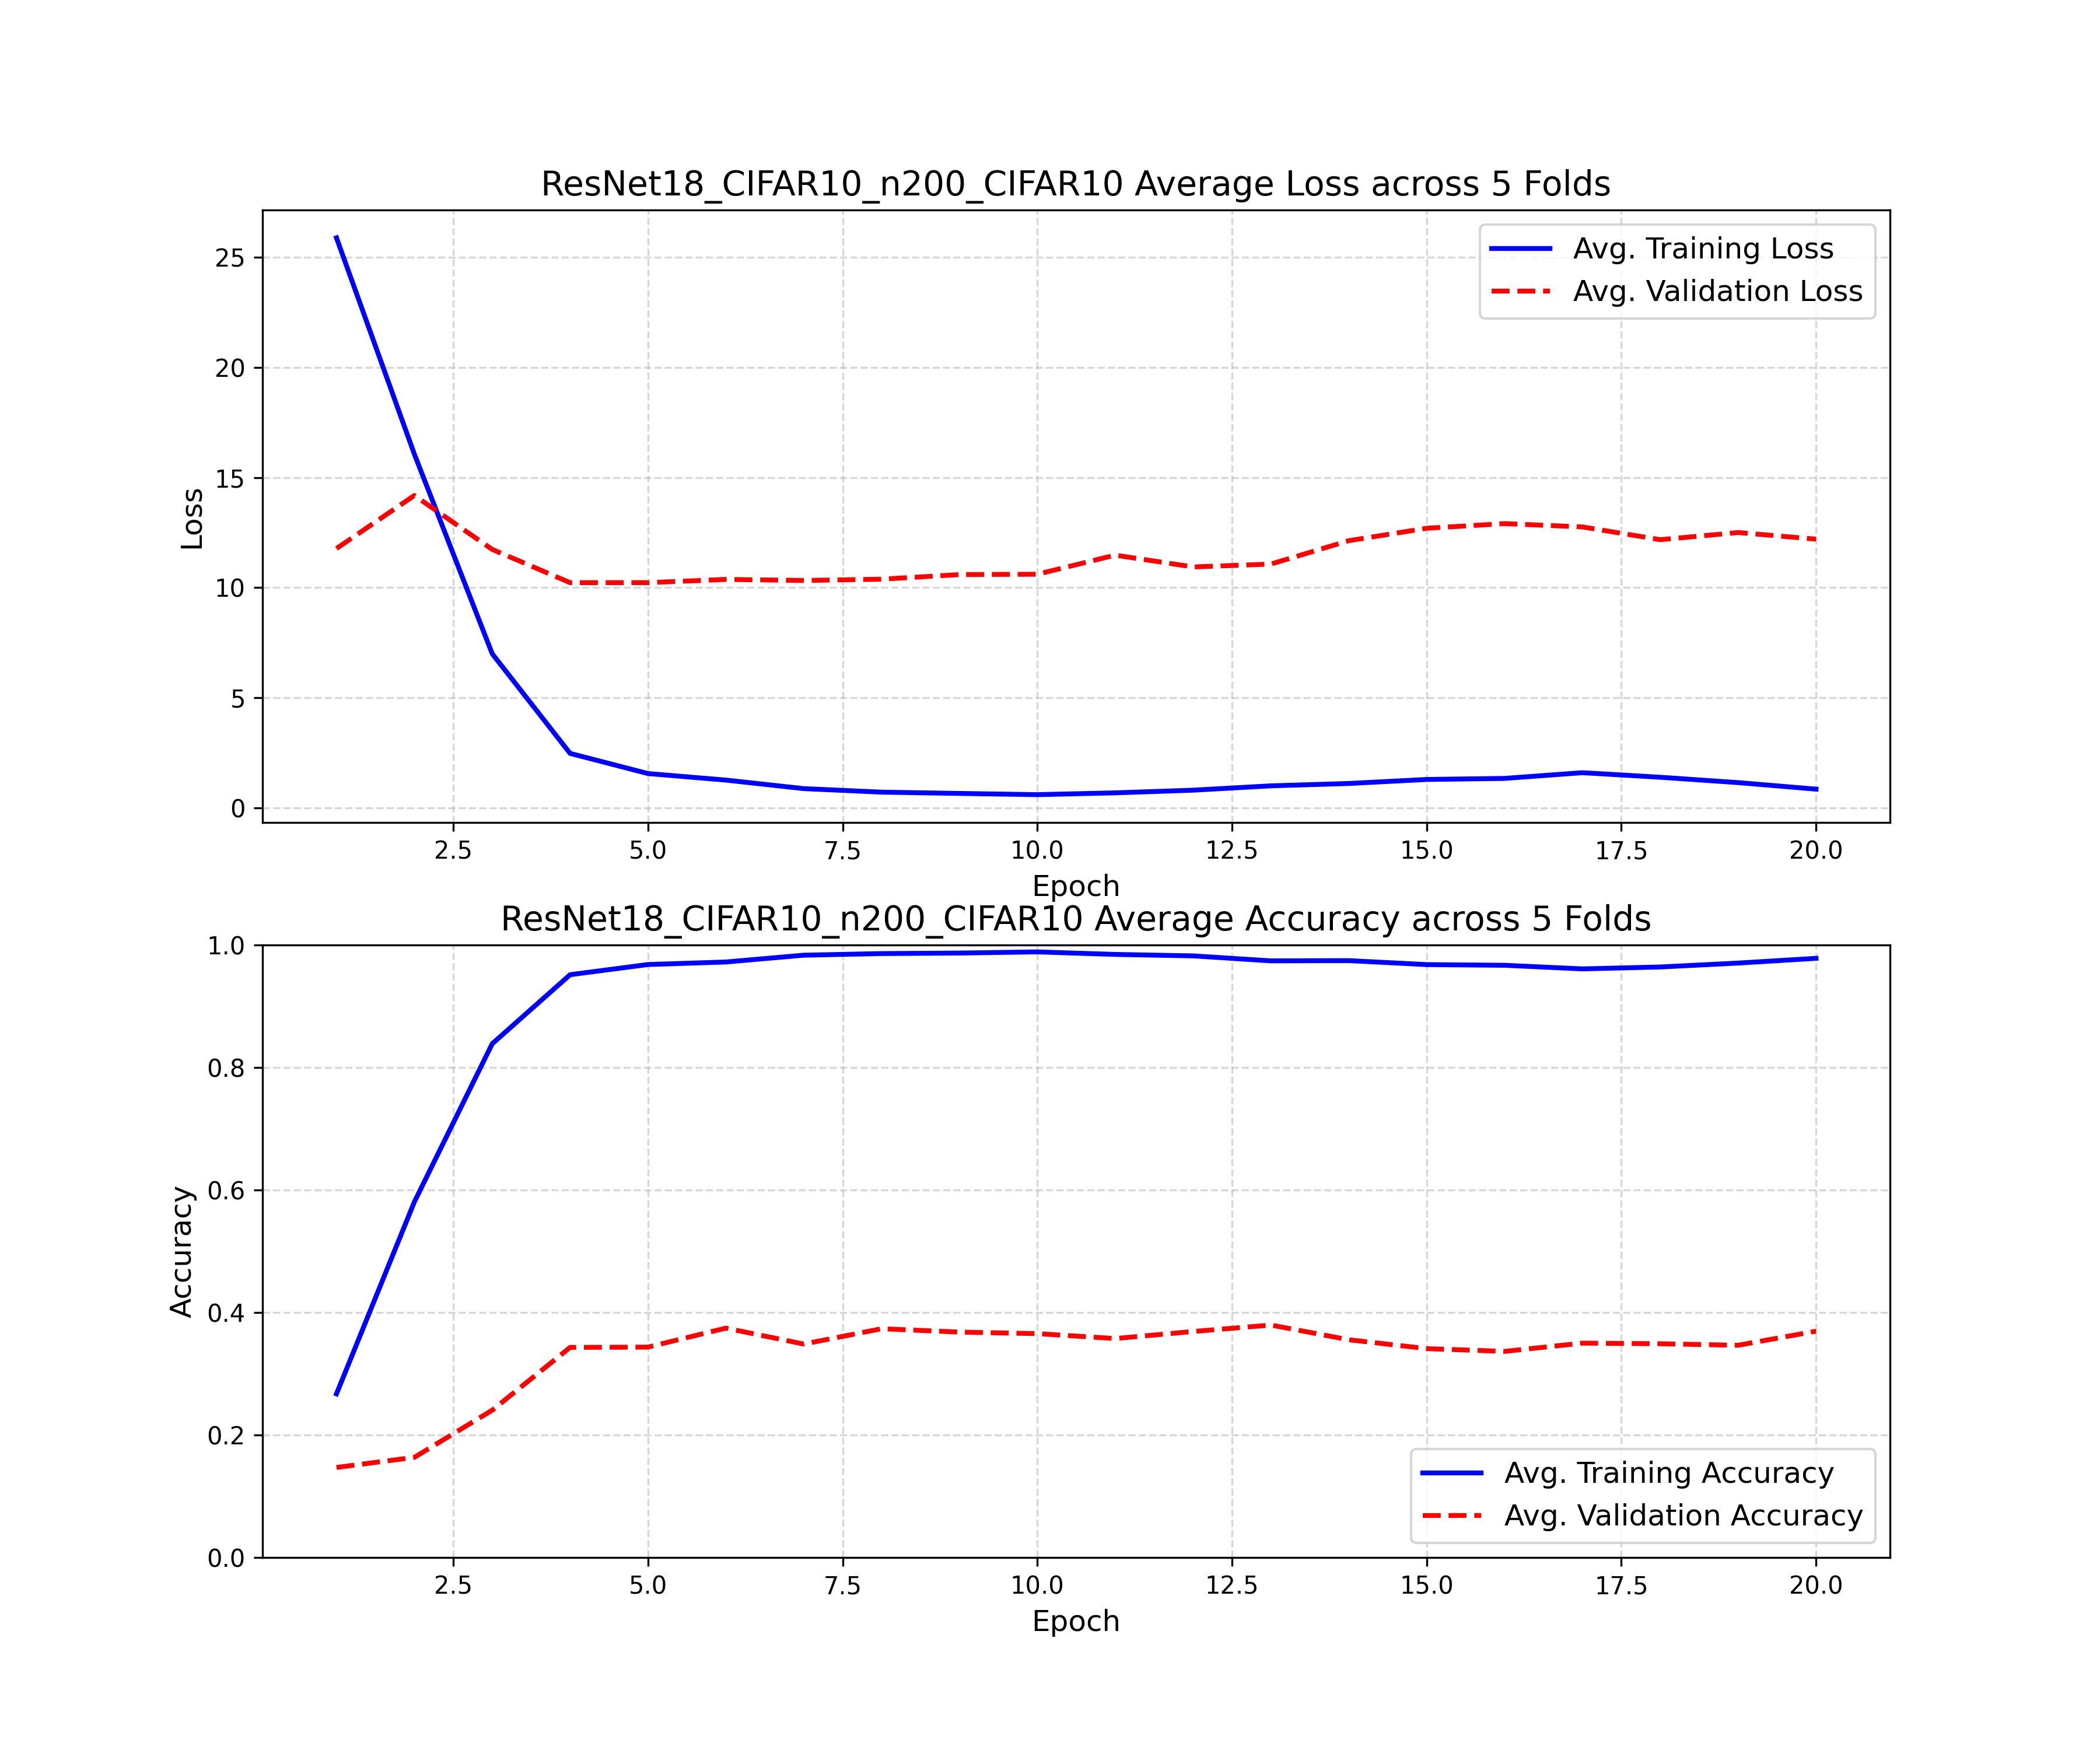 ResNet18_CIFAR10_n200_CIFAR10 Average Loss across 5 Folds
25
20
15
10
5
0
Loss
Avg. Training Loss
Avg. Validation Loss
2.5 5.0 7.5 10.0 12.5 15.0 17.5 20.0
Epoch
ResNet18_CIFAR10_n200_CIFAR10 Average Accuracy across 5 Folds
1.0
0.8
0.6
0.4
0.2
0.0
Accuracy
Avg. Training Accuracy
Avg. Validation Accuracy
2.5 5.0 7.5 10.0 12.5 15.0 17.5 20.0
Epoch